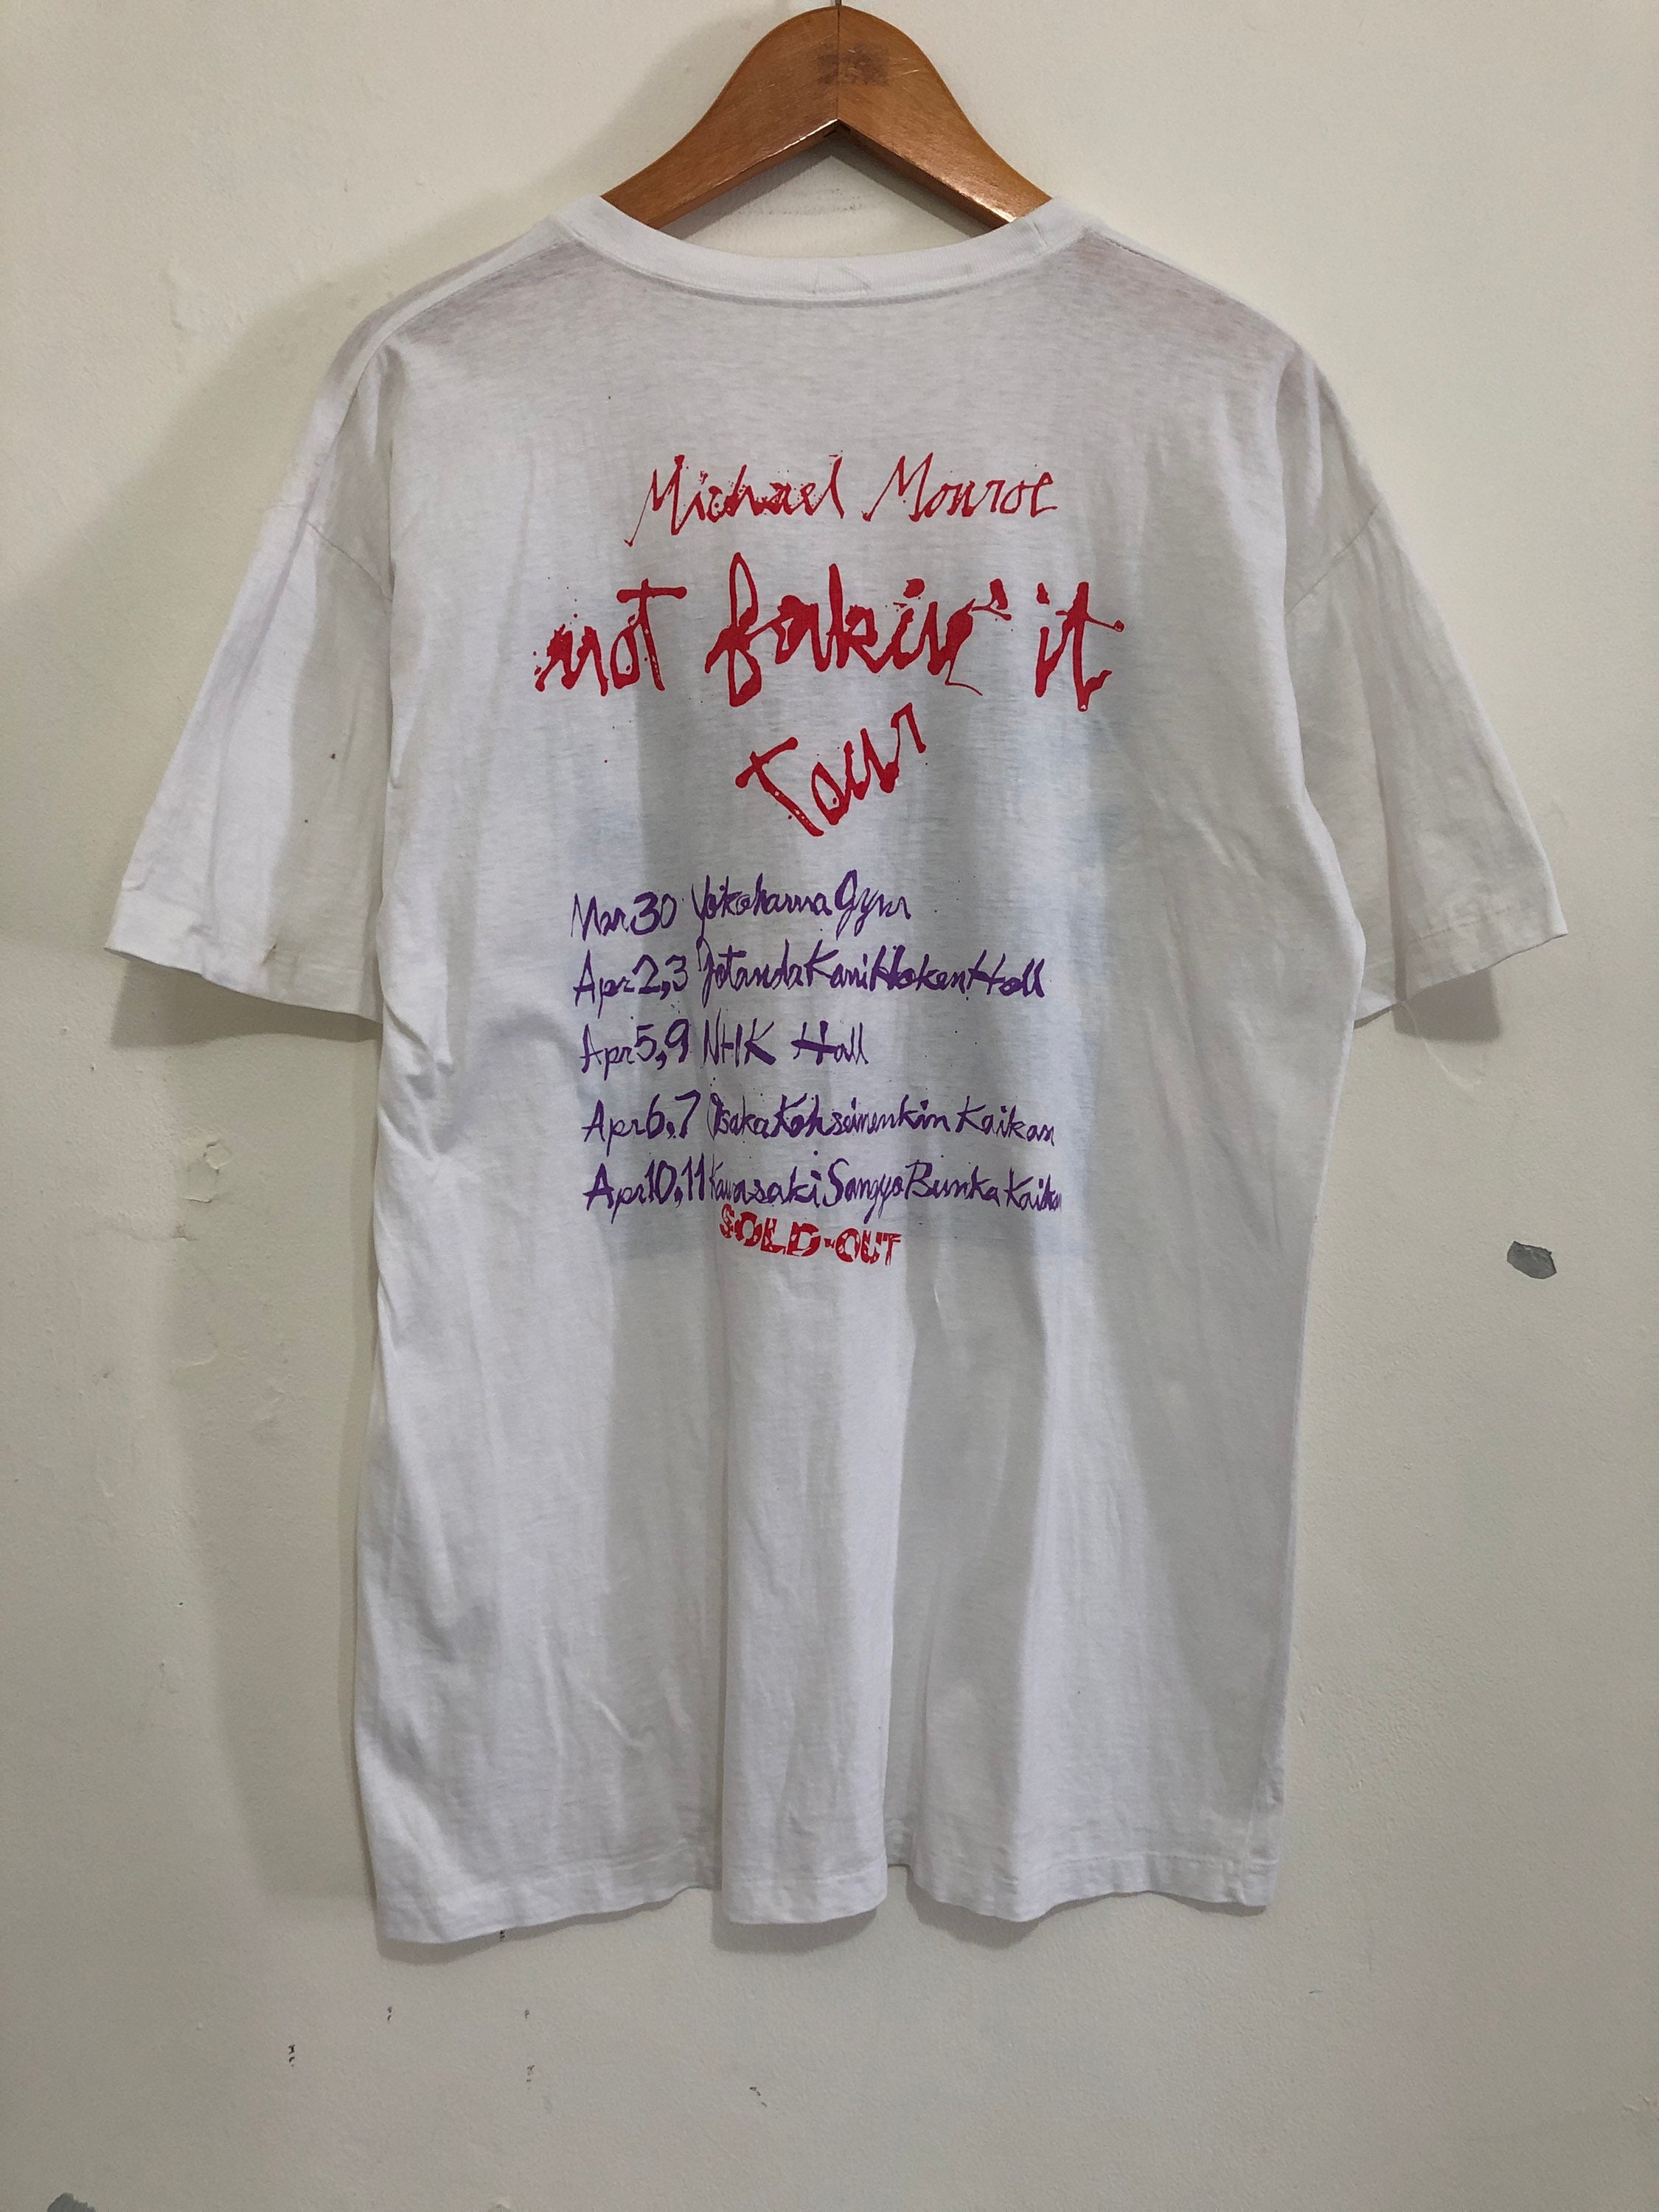 Michael Monroe
not fakin' it
Tour
Mar 30 Yokohama Gym
Apr 2,3 Gotanda Kani Hoken Hall
Apr 5,9 NHK Hall
Apr 6,7 Osaka Kohseinenkin Kaikan
Apr 10,11 Kawasaki Sangyo Bunka Kaikan
SOLD-OUT